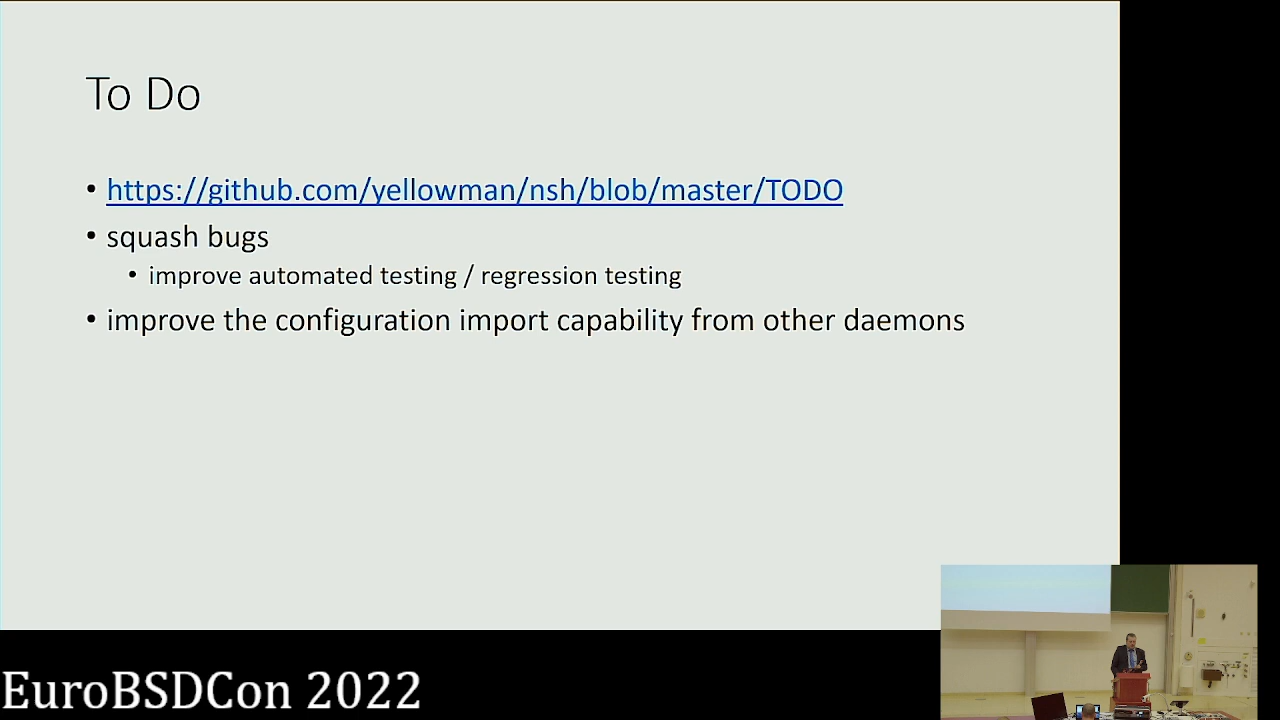 To Do
• https://github.com/yellowman/nsh/blob/master/TODO
• squash bugs
• improve automated testing / regression testing
• improve the configuration import capability from other daemons
EuroBSDCon 2022